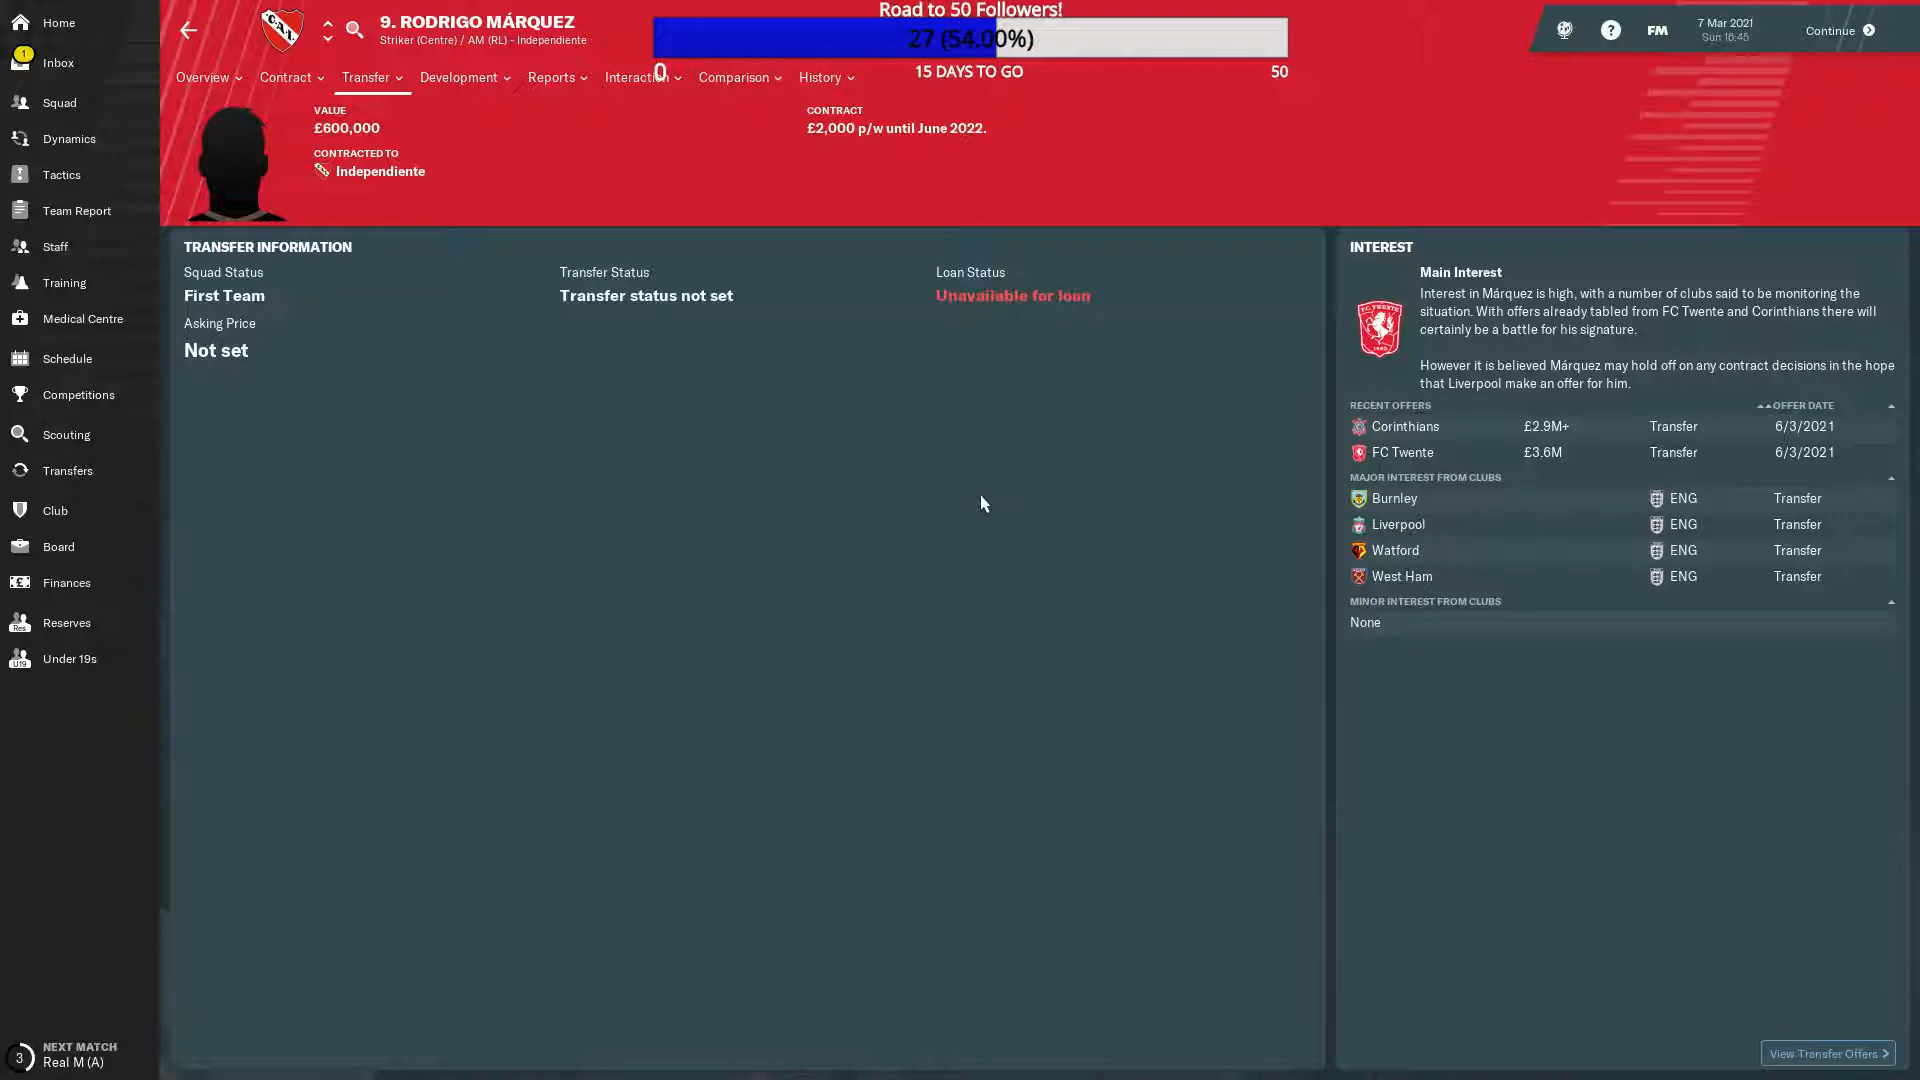 Home
1
Inbox
Squad
Dynamics
Tactics
Team Report
Staff
Training
Medical Centre
Schedule
Competitions
Scouting
Transfers
Club
Board
Finances
Res
Reserves
U19
Under 19s
3
NEXT MATCH
Real M (A)
C.A.I.
9. RODRIGO MÁRQUEZ
Striker (Centre) / AM (RL) - Independiente
Road to 50 Followers!
27 (54.00%)
0
15 DAYS TO GO
50
?
FM
7 Mar 2021
Sun 18:45
Continue
Overview
Contract
Transfer
Development
Reports
Interaction
Comparison
History
VALUE
£600,000
CONTRACTED TO
Independiente
CONTRACT
£2,000 p/w until June 2022.
TRANSFER INFORMATION
Squad Status
First Team
Transfer Status
Transfer status not set
Loan Status
Unavailable for loan
Asking Price
Not set
INTEREST
FC TWENTE
1965
Main Interest
Interest in Márquez is high, with a number of clubs said to be monitoring the
situation. With offers already tabled from FC Twente and Corinthians there will
certainly be a battle for his signature.
However it is believed Márquez may hold off on any contract decisions in the hope
that Liverpool make an offer for him.
RECENT OFFERS OFFER DATE
Corinthians £2.9M+ Transfer 6/3/2021
FC Twente £3.6M Transfer 6/3/2021
MAJOR INTEREST FROM CLUBS
Burnley ENG Transfer
Liverpool ENG Transfer
Watford ENG Transfer
West Ham ENG Transfer
MINOR INTEREST FROM CLUBS
None
View Transfer Offers